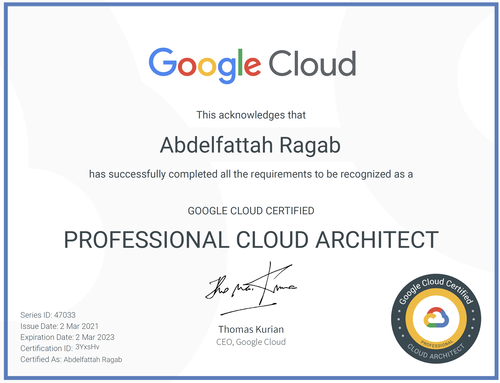 Google Cloud
This acknowledges that
Abdelfattah Ragab
has successfully completed all the requirements to be recognized as a
GOOGLE CLOUD CERTIFIED
PROFESSIONAL CLOUD ARCHITECT
Thomas Kurian
CEO, Google Cloud
Series ID: 47033
Issue Date: 2 Mar 2021
Expiration Date: 2 Mar 2023
Certification ID: 3YxsHv
Certified As: Abdelfattah Ragab
Google Cloud Certified
PROFESSIONAL
CLOUD ARCHITECT